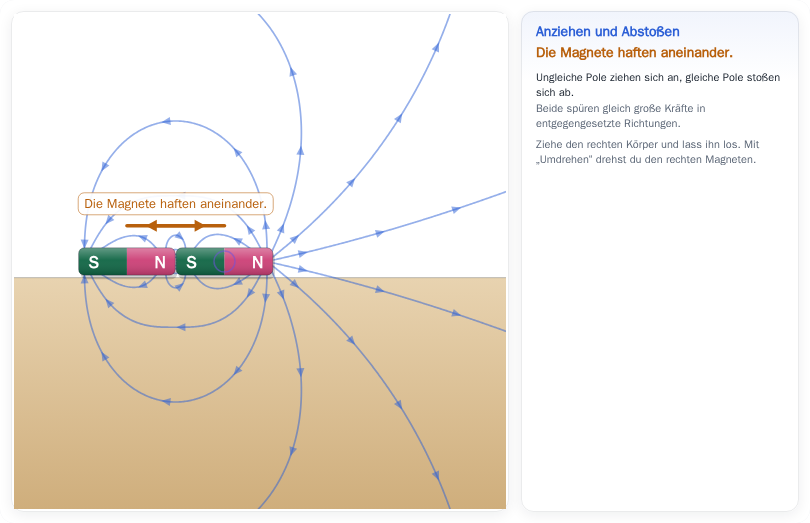 Die Magnete haften aneinander.
S N S N
Anziehen und Abstoßen
Die Magnete haften aneinander.
Ungleiche Pole ziehen sich an, gleiche Pole stoßen
sich ab.
Beide spüren gleich große Kräfte in
entgegengesetzte Richtungen.
Ziehe den rechten Körper und lass ihn los. Mit
„Umdrehen" drehst du den rechten Magneten.